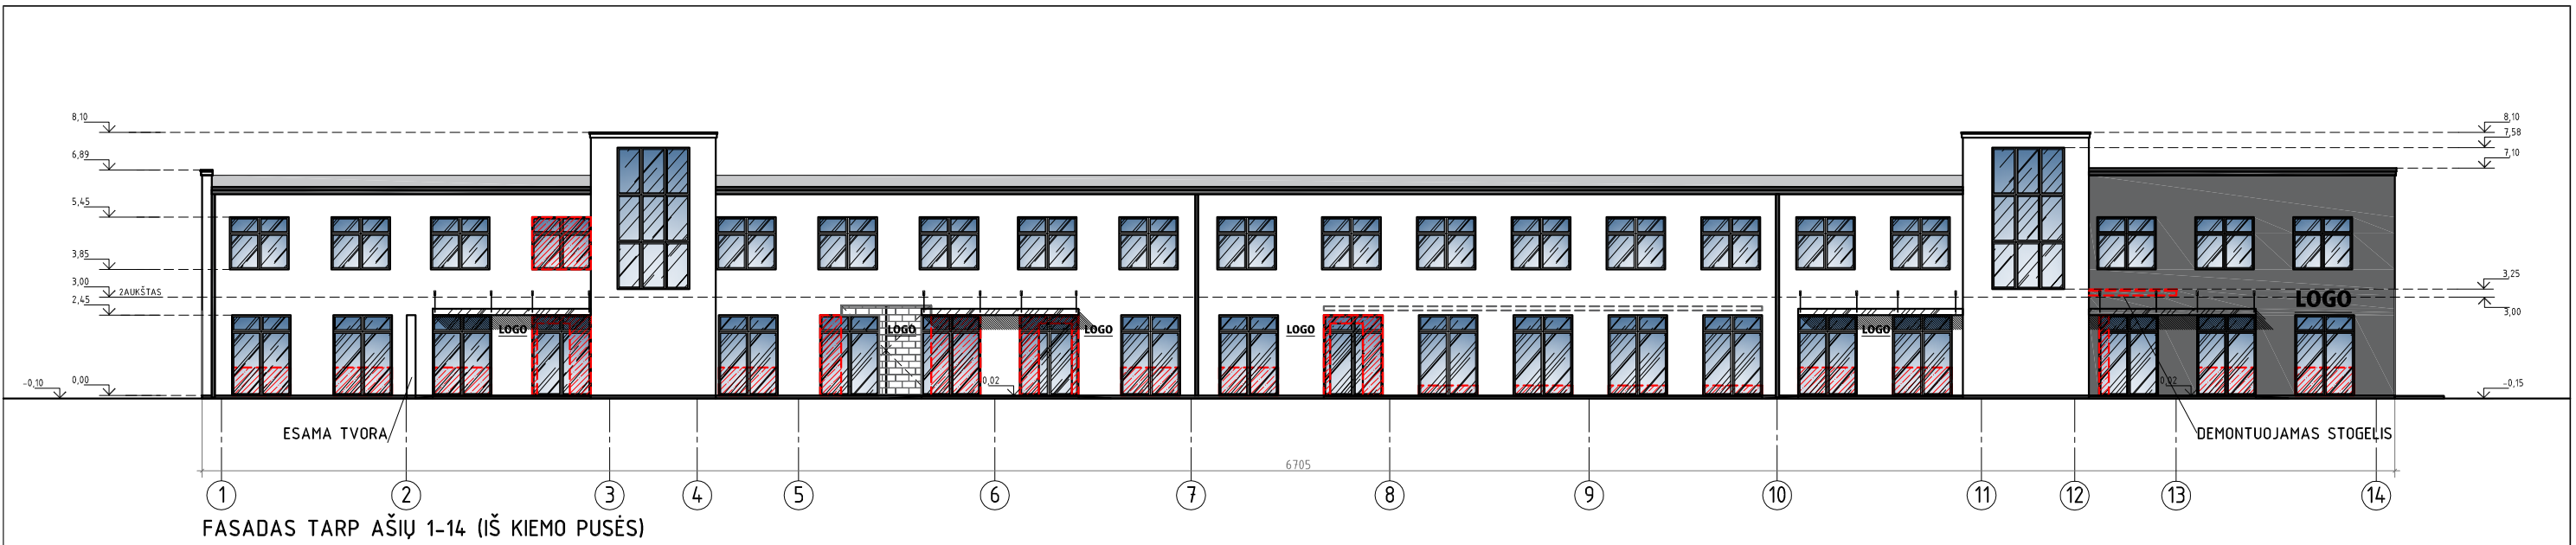 8,10
6,89
5,45
3,85
3,00
2AUKŠTAS
2,45
0,00
-0,10
8,10
7,58
7,10
3,25
3,00
-0,15
LOGO
LOGO
LOGO
LOGO
LOGO
LOGO
0,02
0,02
ESAMA TVORA
DEMONTUOJAMAS STOGELIS
6705
1 2 3 4 5 6 7 8 9 10 11 12 13 14
FASADAS TARP AŠIŲ 1-14 (IŠ KIEMO PUSĖS)